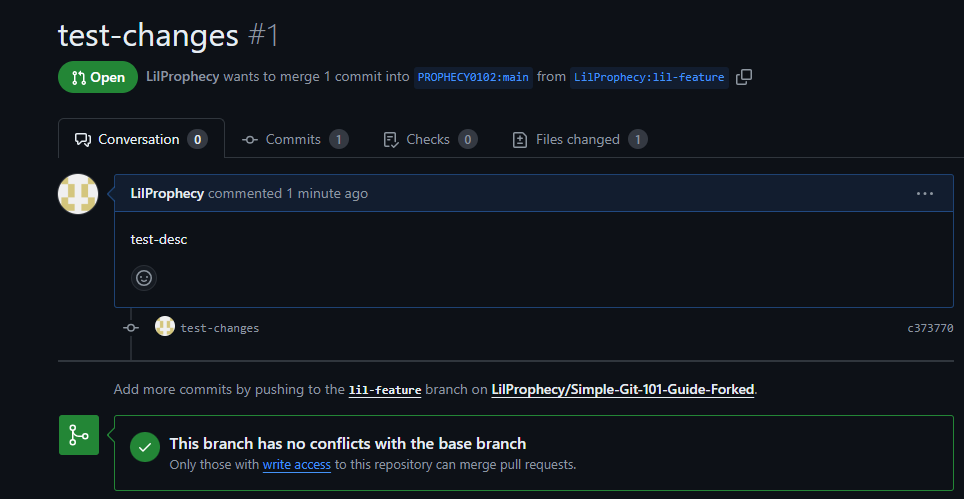 test-changes #1
Open LilProphecy wants to merge 1 commit into PROPHECY0102:main from LilProphecy:lil-feature
Conversation 0 Commits 1 Checks 0 Files changed 1
LilProphecy commented 1 minute ago
test-desc
test-changes c373770
Add more commits by pushing to the lil-feature branch on LilProphecy/Simple-Git-101-Guide-Forked.
This branch has no conflicts with the base branch
Only those with write access to this repository can merge pull requests.